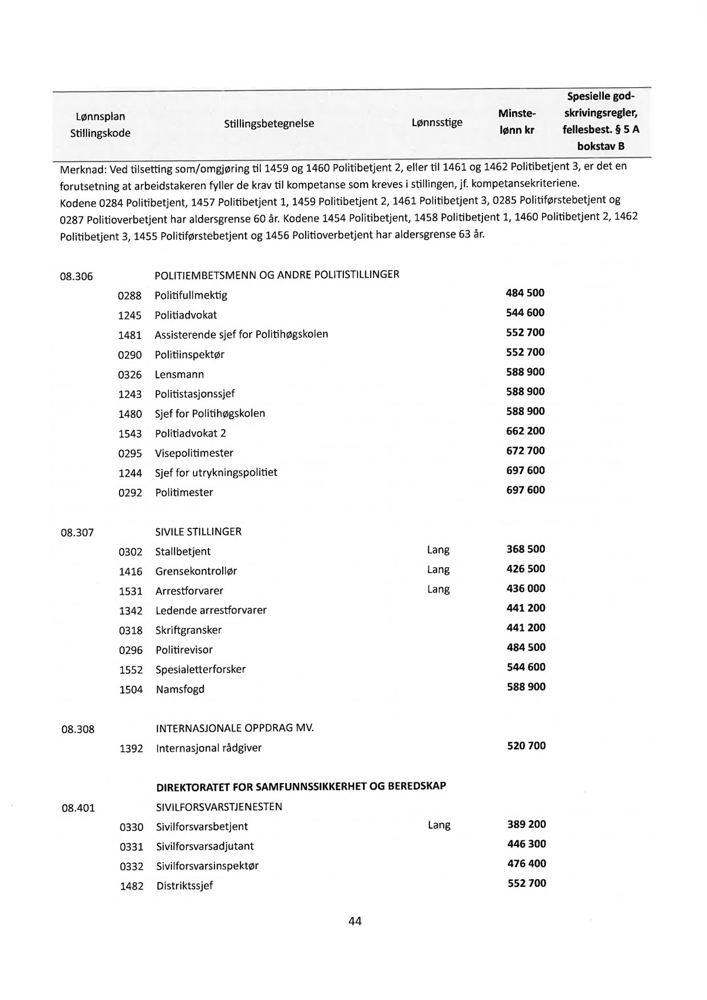 Lønnsplan
Stillingskode
Stillingsbetegnelse
Lønnsstige
Minste-
lønn kr
Spesielle god-
skrivingsregler,
fellesbest. § 5 A
bokstav B
Merknad: Ved tilsetting som/omgjøring til 1459 og 1460 Politibetjent 2, eller til 1461 og 1462 Politibetjent 3, er det en
forutsetning at arbeidstakeren fyller de krav til kompetanse som kreves i stillingen, jf. kompetansekriteriene.
Kodene 0284 Politibetjent, 1457 Politibetjent 1, 1459 Politibetjent 2, 1461 Politibetjent 3, 0285 Politiførstebetjent og
0287 Politioverbetjent har aldersgrense 60 år. Kodene 1454 Politibetjent, 1458 Politibetjent 1, 1460 Politibetjent 2, 1462
Politibetjent 3, 1455 Politiførstebetjent og 1456 Politioverbetjent har aldersgrense 63 år.
08.306 POLITIEMBETSMENN OG ANDRE POLITISTILLINGER
0288 Politifullmektig 484 500
1245 Politiadvokat 544 600
1481 Assisterende sjef for Politihøgskolen 552 700
0290 Politiinspektør 552 700
0326 Lensmann 588 900
1243 Politistasjonssjef 588 900
1480 Sjef for Politihøgskolen 588 900
1543 Politiadvokat 2 662 200
0295 Visepolitimester 672 700
1244 Sjef for utrykningspolitiet 697 600
0292 Politimester 697 600
08.307 SIVILE STILLINGER
0302 Stallbetjent Lang 368 500
1416 Grensekontrollør Lang 426 500
1531 Arrestforvarer Lang 436 000
1342 Ledende arrestforvarer 441 200
0318 Skriftgransker 441 200
0296 Politirevisor 484 500
1552 Spesialetterforsker 544 600
1504 Namsfogd 588 900
08.308 INTERNASJONALE OPPDRAG MV.
1392 Internasjonal rådgiver 520 700
DIREKTORATET FOR SAMFUNNSSIKKERHET OG BEREDSKAP
08.401 SIVILFORSVARSTJENESTEN
0330 Sivilforsvarsbetjent Lang 389 200
0331 Sivilforsvarsadjutant 446 300
0332 Sivilforsvarsinspektør 476 400
1482 Distriktssjef 552 700
44